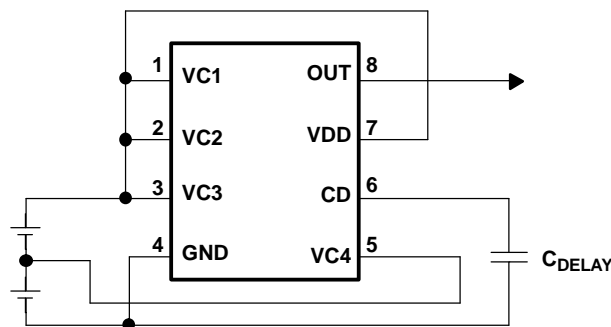 1 VC1 OUT 8
2 VC2 VDD 7
3 VC3 CD 6
4 GND VC4 5
CDELAY